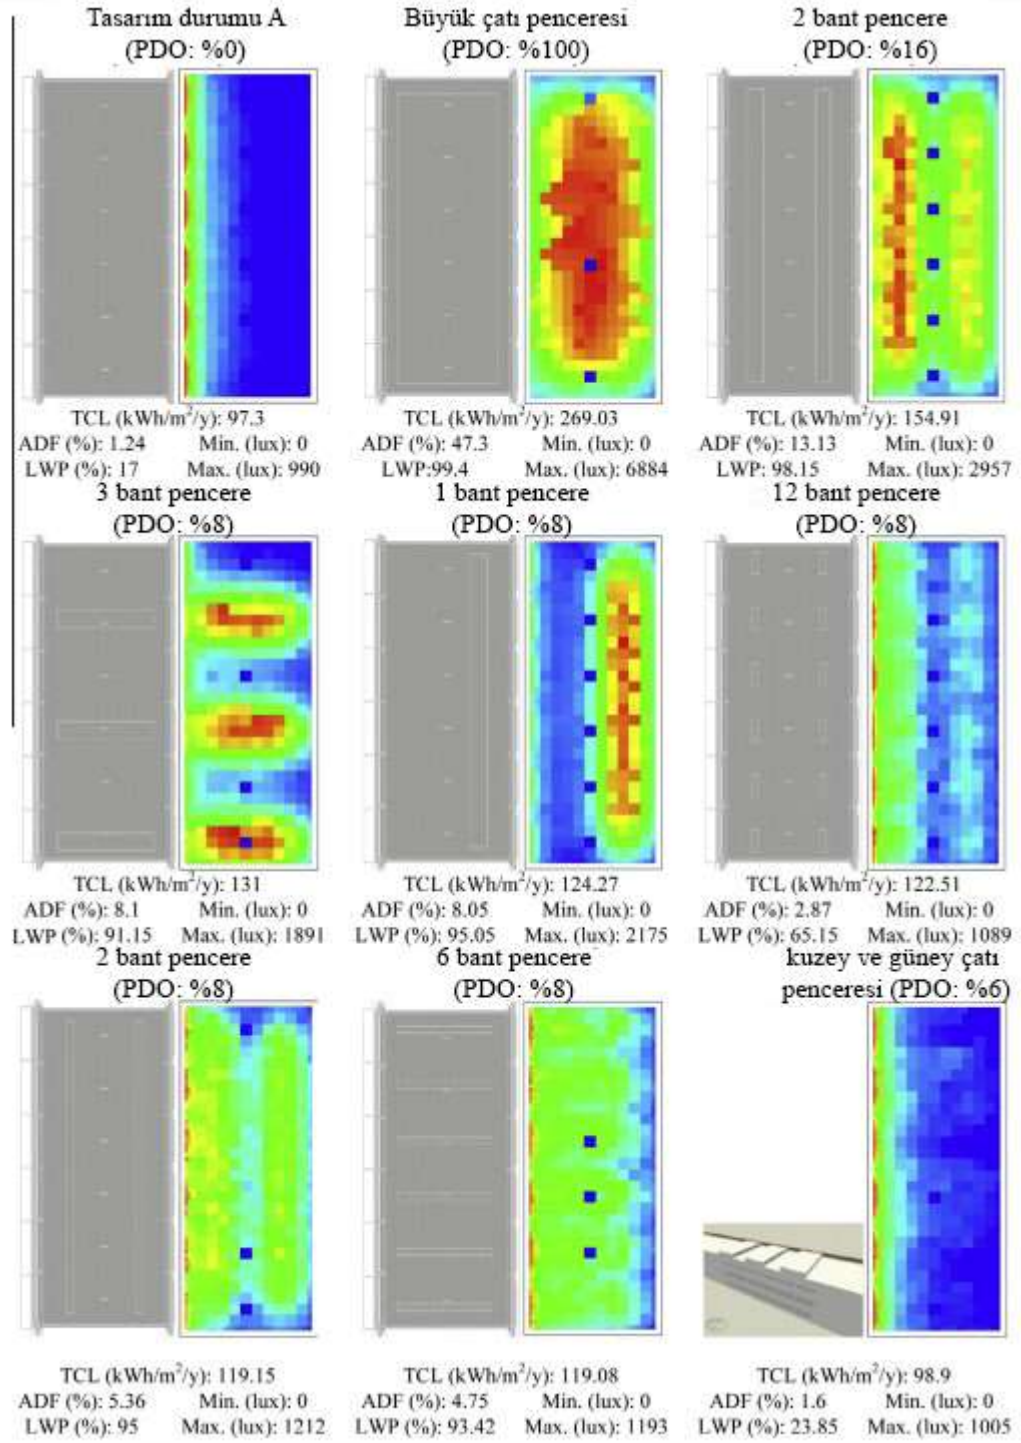 Tasarım durumu A
(PDO: %0)
TCL (kWh/m²/y): 97.3
ADF (%): 1.24 Min. (lux): 0
LWP (%): 17 Max. (lux): 990
Büyük çatı penceresi
(PDO: %100)
TCL (kWh/m²/y): 269.03
ADF (%): 47.3 Min. (lux): 0
LWP:99.4 Max. (lux): 6884
2 bant pencere
(PDO: %16)
TCL (kWh/m²/y): 154.91
ADF (%): 13.13 Min. (lux): 0
LWP: 98.15 Max. (lux): 2957
3 bant pencere
(PDO: %8)
TCL (kWh/m²/y): 131
ADF (%): 8.1 Min. (lux): 0
LWP (%): 91.15 Max. (lux): 1891
1 bant pencere
(PDO: %8)
TCL (kWh/m²/y): 124.27
ADF (%): 8.05 Min. (lux): 0
LWP (%): 95.05 Max. (lux): 2175
12 bant pencere
(PDO: %8)
TCL (kWh/m²/y): 122.51
ADF (%): 2.87 Min. (lux): 0
LWP (%): 65.15 Max. (lux): 1089
2 bant pencere
(PDO: %8)
TCL (kWh/m²/y): 119.15
ADF (%): 5.36 Min. (lux): 0
LWP (%): 95 Max. (lux): 1212
6 bant pencere
(PDO: %8)
TCL (kWh/m²/y): 119.08
ADF (%): 4.75 Min. (lux): 0
LWP (%): 93.42 Max. (lux): 1193
kuzey ve güney çatı
penceresi (PDO: %6)
TCL (kWh/m²/y): 98.9
ADF (%): 1.6 Min. (lux): 0
LWP (%): 23.85 Max. (lux): 1005